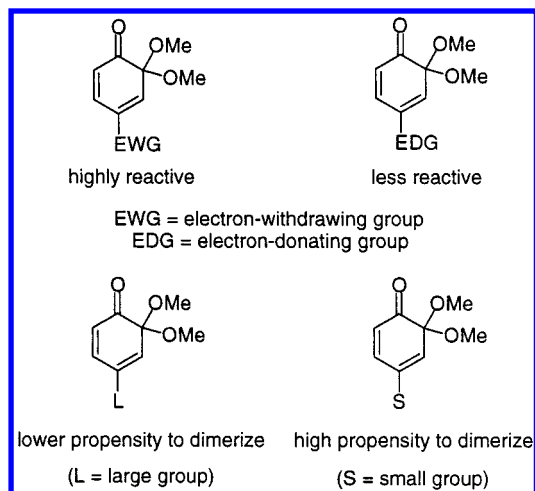 O O
OMe OMe
OMe OMe
EWG EDG
highly reactive less reactive
EWG = electron-withdrawing group
EDG = electron-donating group
O O
OMe OMe
OMe OMe
L S
lower propensity to dimerize high propensity to dimerize
(L = large group) (S = small group)